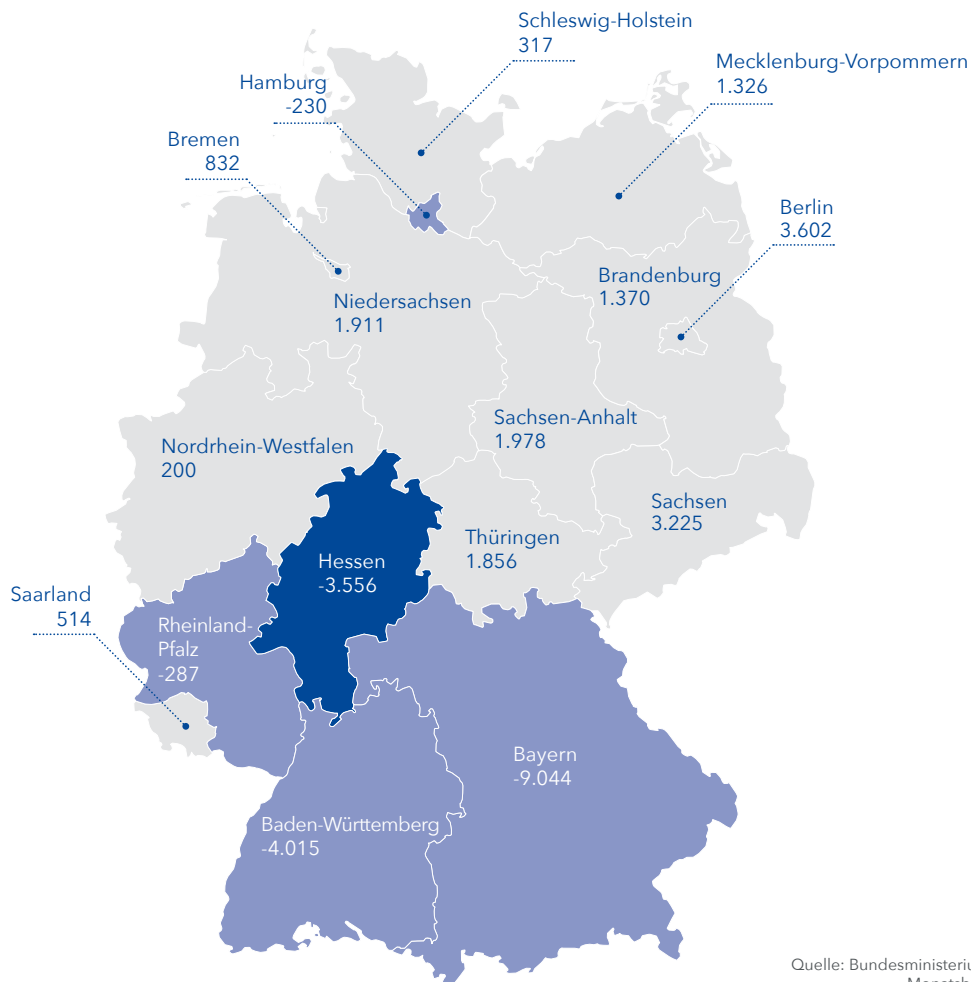 Schleswig-Holstein
317
Mecklenburg-Vorpommern
1.326
Hamburg
-230
Bremen
832
Berlin
3.602
Brandenburg
1.370
Niedersachsen
1.911
Sachsen-Anhalt
1.978
Nordrhein-Westfalen
200
Sachsen
3.225
Thüringen
1.856
Hessen
-3.556
Saarland
514
Rheinland-
Pfalz
-287
Bayern
-9.044
Baden-Württemberg
-4.015
Quelle: Bundesministeriu